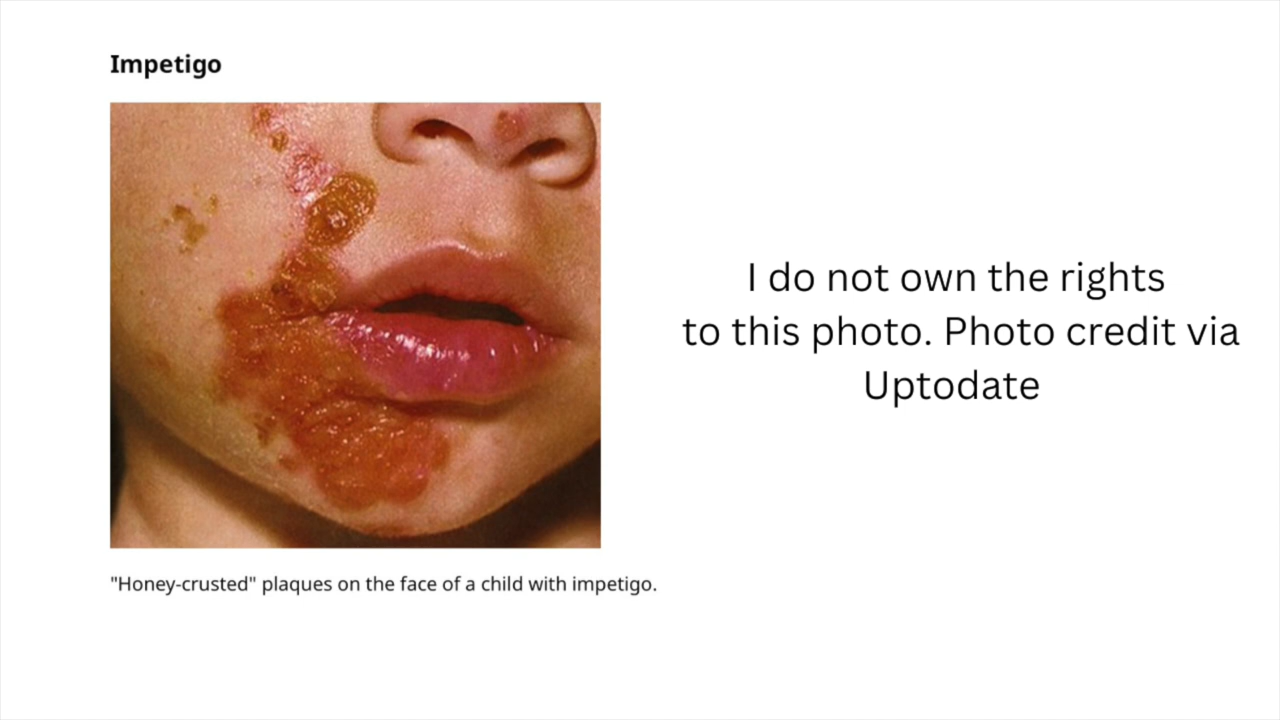 Impetigo
I do not own the rights
to this photo. Photo credit via
Uptodate
"Honey-crusted" plaques on the face of a child with impetigo.